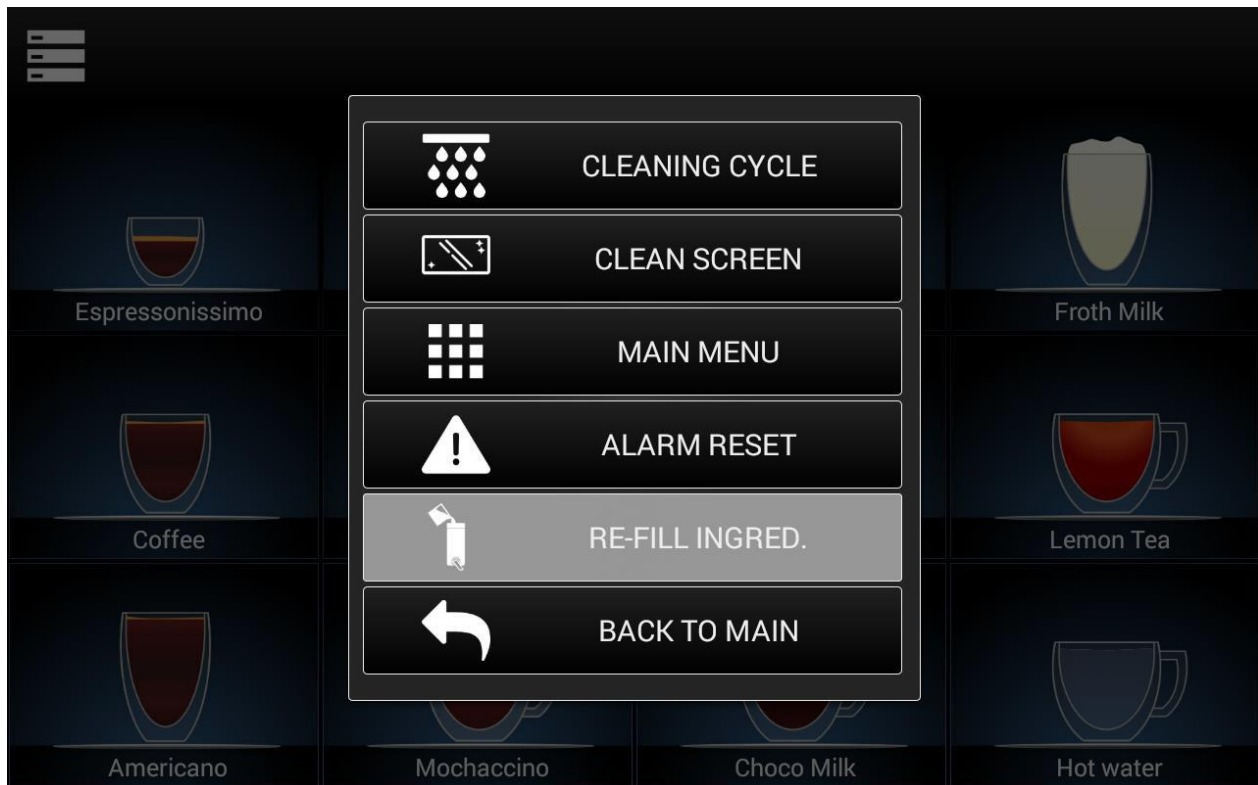 CLEANING CYCLE
CLEAN SCREEN
Espressonissimo
Froth Milk
MAIN MENU
ALARM RESET
RE-FILL INGRED.
Coffee
Lemon Tea
BACK TO MAIN
Americano
Mochaccino
Choco Milk
Hot water